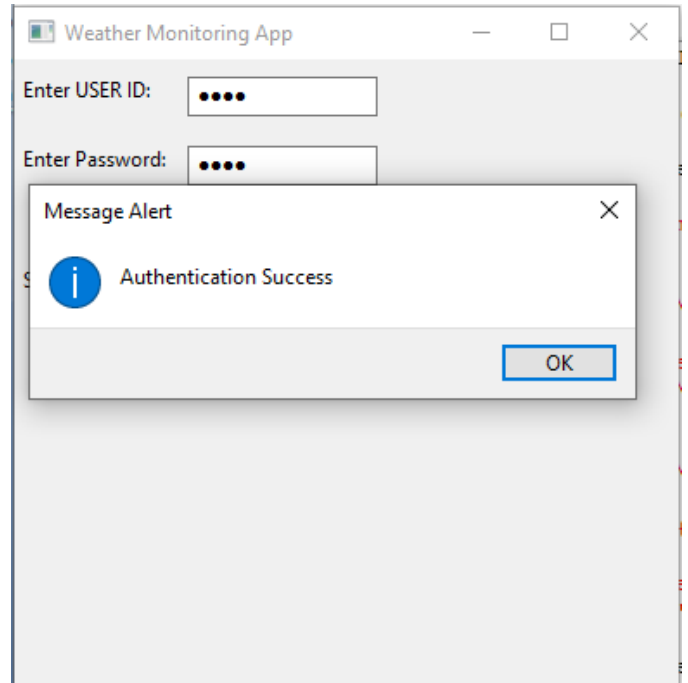 Weather Monitoring App
Enter USER ID: ••••
Enter Password: ••••
Message Alert
Authentication Success
OK